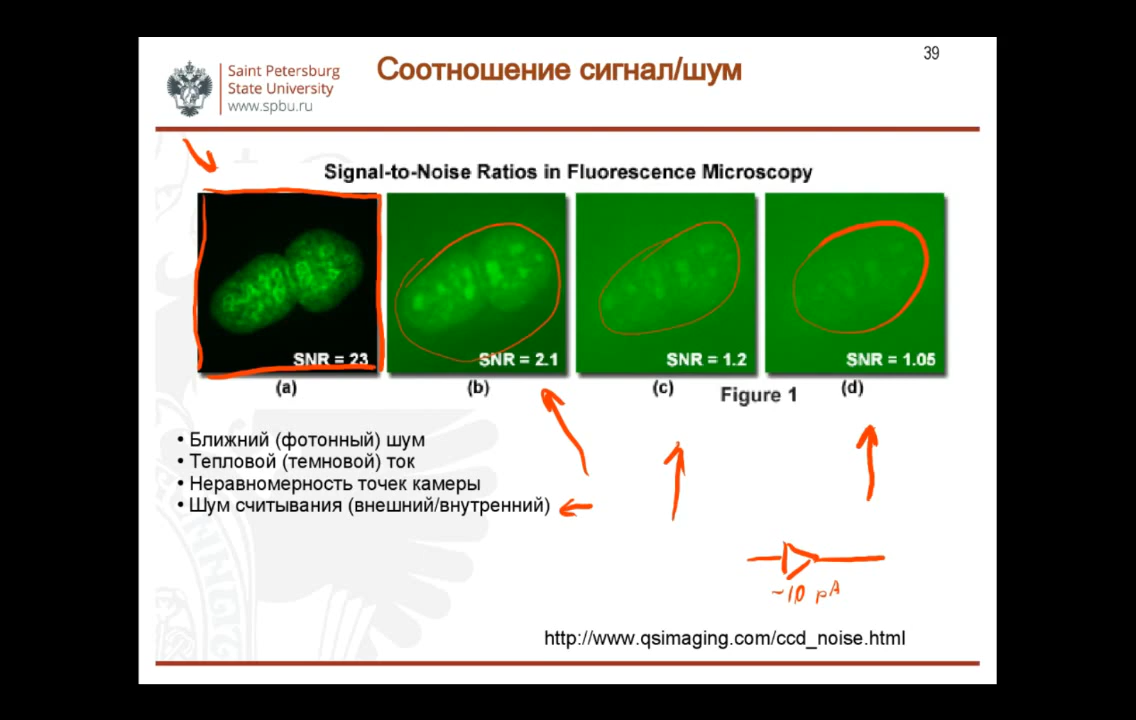 39
Saint Petersburg
State University
www.spbu.ru
Соотношение сигнал/шум
Signal-to-Noise Ratios in Fluorescence Microscopy
SNR = 23
SNR = 2.1
SNR = 1.2
SNR = 1.05
(a)
(b)
(c)
(d)
Figure 1
• Ближний (фотонный) шум
• Тепловой (темновой) ток
• Неравномерность точек камеры
• Шум считывания (внешний/внутренний)
~10 pA
http://www.qsimaging.com/ccd_noise.html